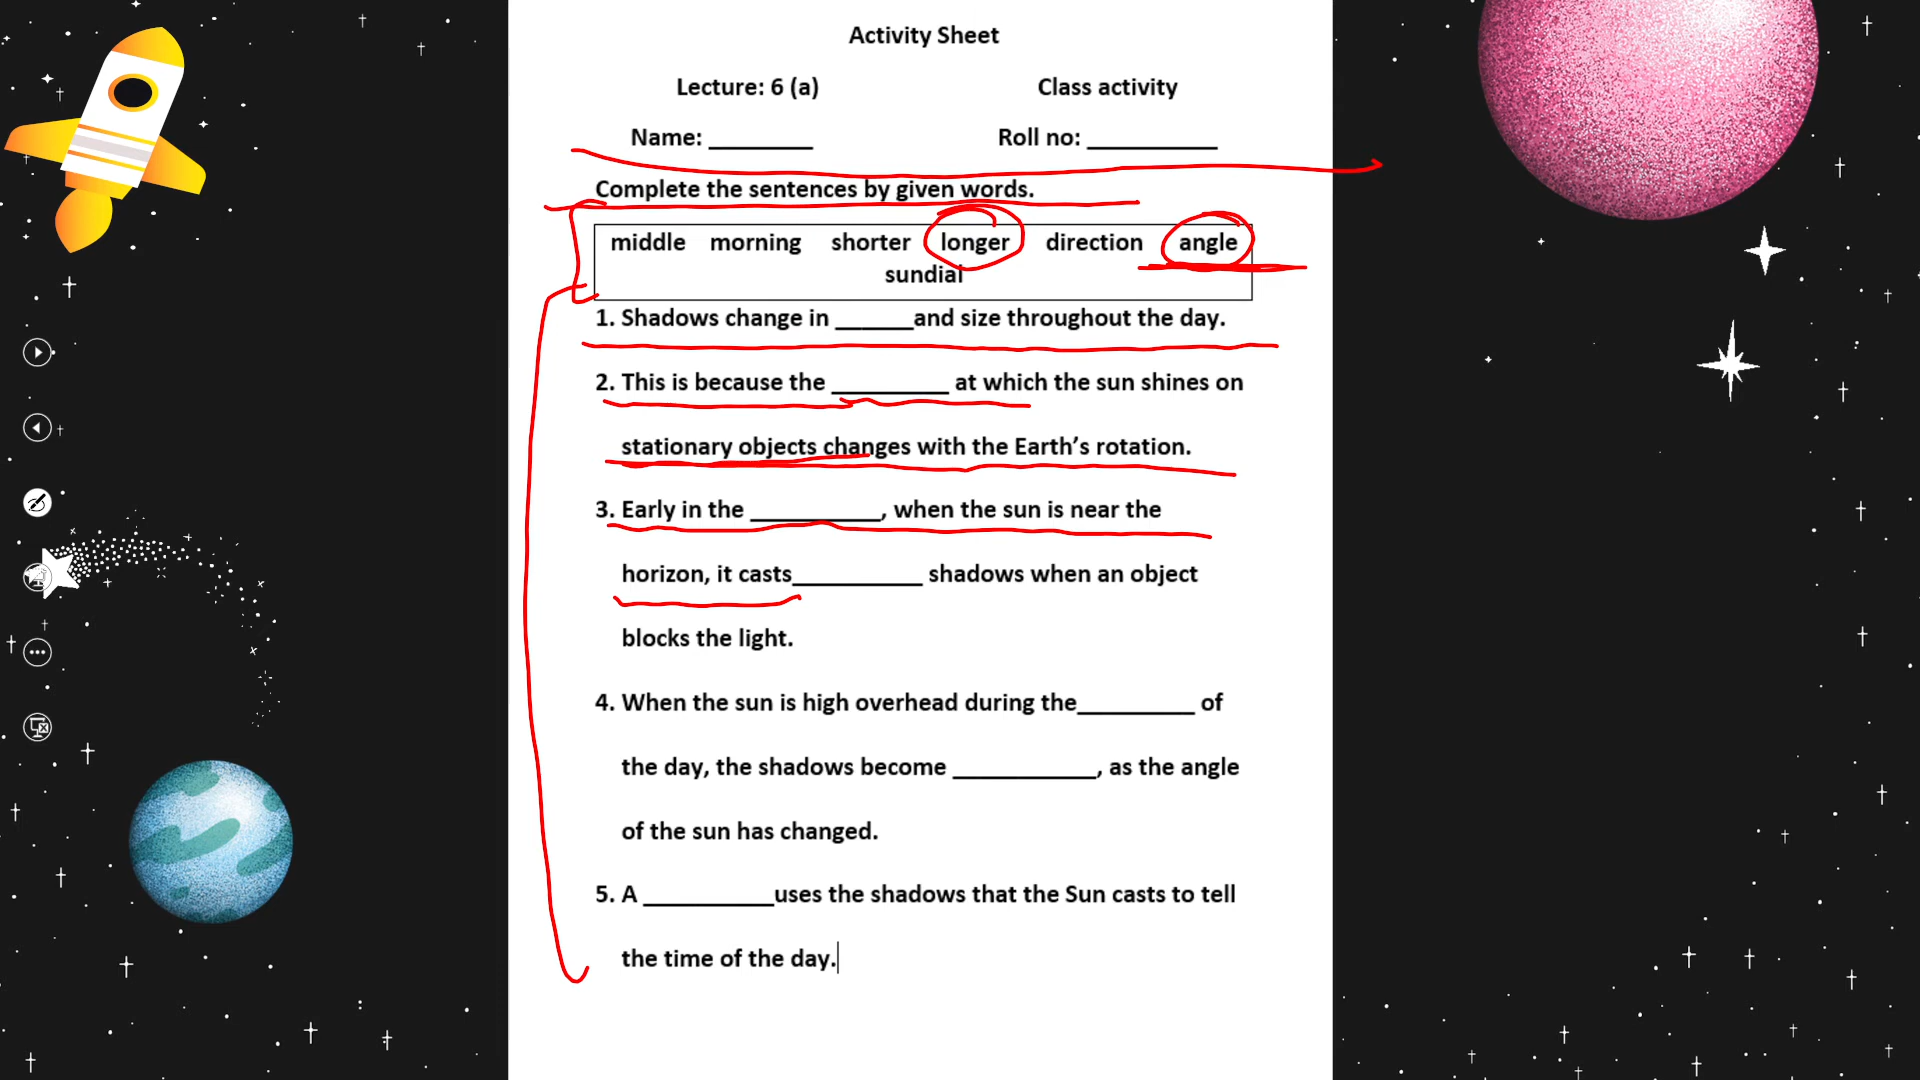 Activity Sheet
Lecture: 6 (a) Class activity
Name: ________ Roll no: __________
Complete the sentences by given words.
middle morning shorter longer direction angle
sundial
1. Shadows change in ______and size throughout the day.
2. This is because the _________ at which the sun shines on
stationary objects changes with the Earth’s rotation.
3. Early in the __________, when the sun is near the
horizon, it casts__________ shadows when an object
blocks the light.
4. When the sun is high overhead during the_________ of
the day, the shadows become ___________, as the angle
of the sun has changed.
5. A __________uses the shadows that the Sun casts to tell
the time of the day.